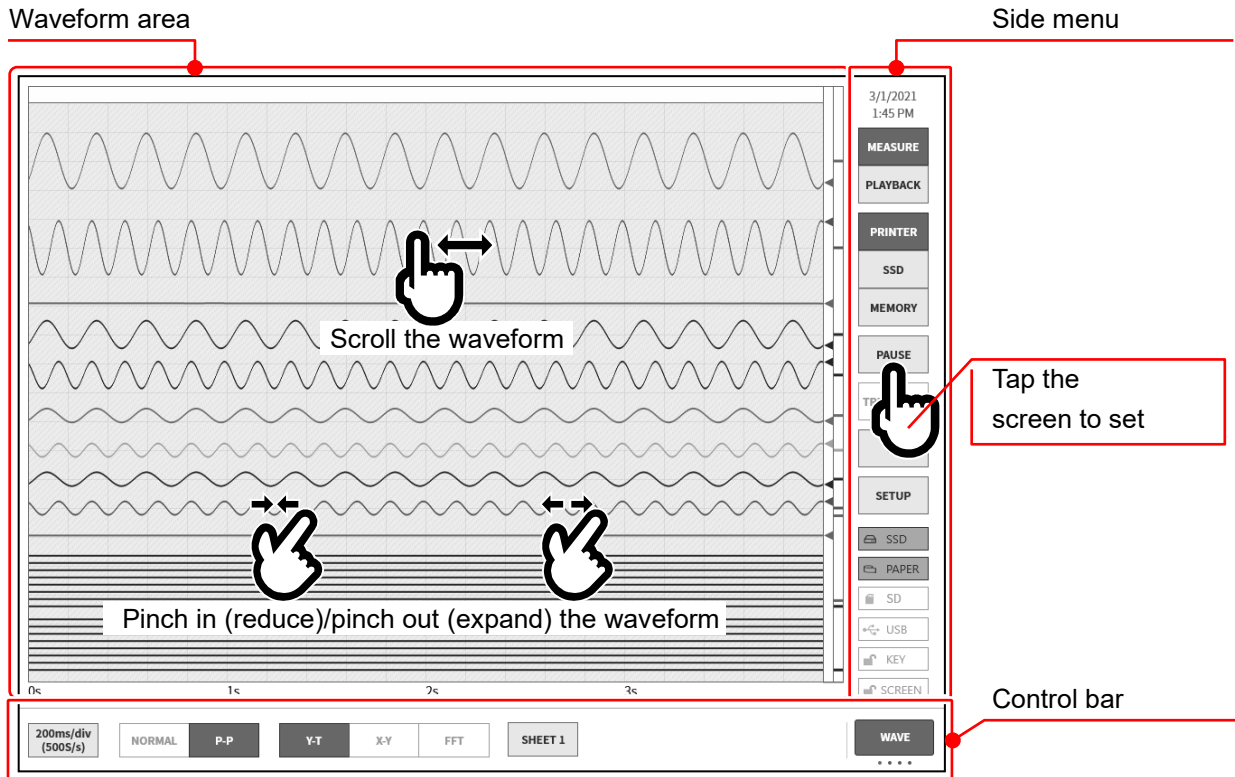 Waveform area
Side menu
3/1/2021
1:45 PM
MEASURE
PLAYBACK
PRINTER
SSD
MEMORY
PAUSE
Scroll the waveform
Tap the
screen to set
SETUP
SSD
PAPER
SD
USB
KEY
SCREEN
Pinch in (reduce)/pinch out (expand) the waveform
0s
1s
2s
3s
Control bar
200ms/div
(500S/s)
NORMAL
P-P
Y-T
X-Y
FFT
SHEET 1
WAVE